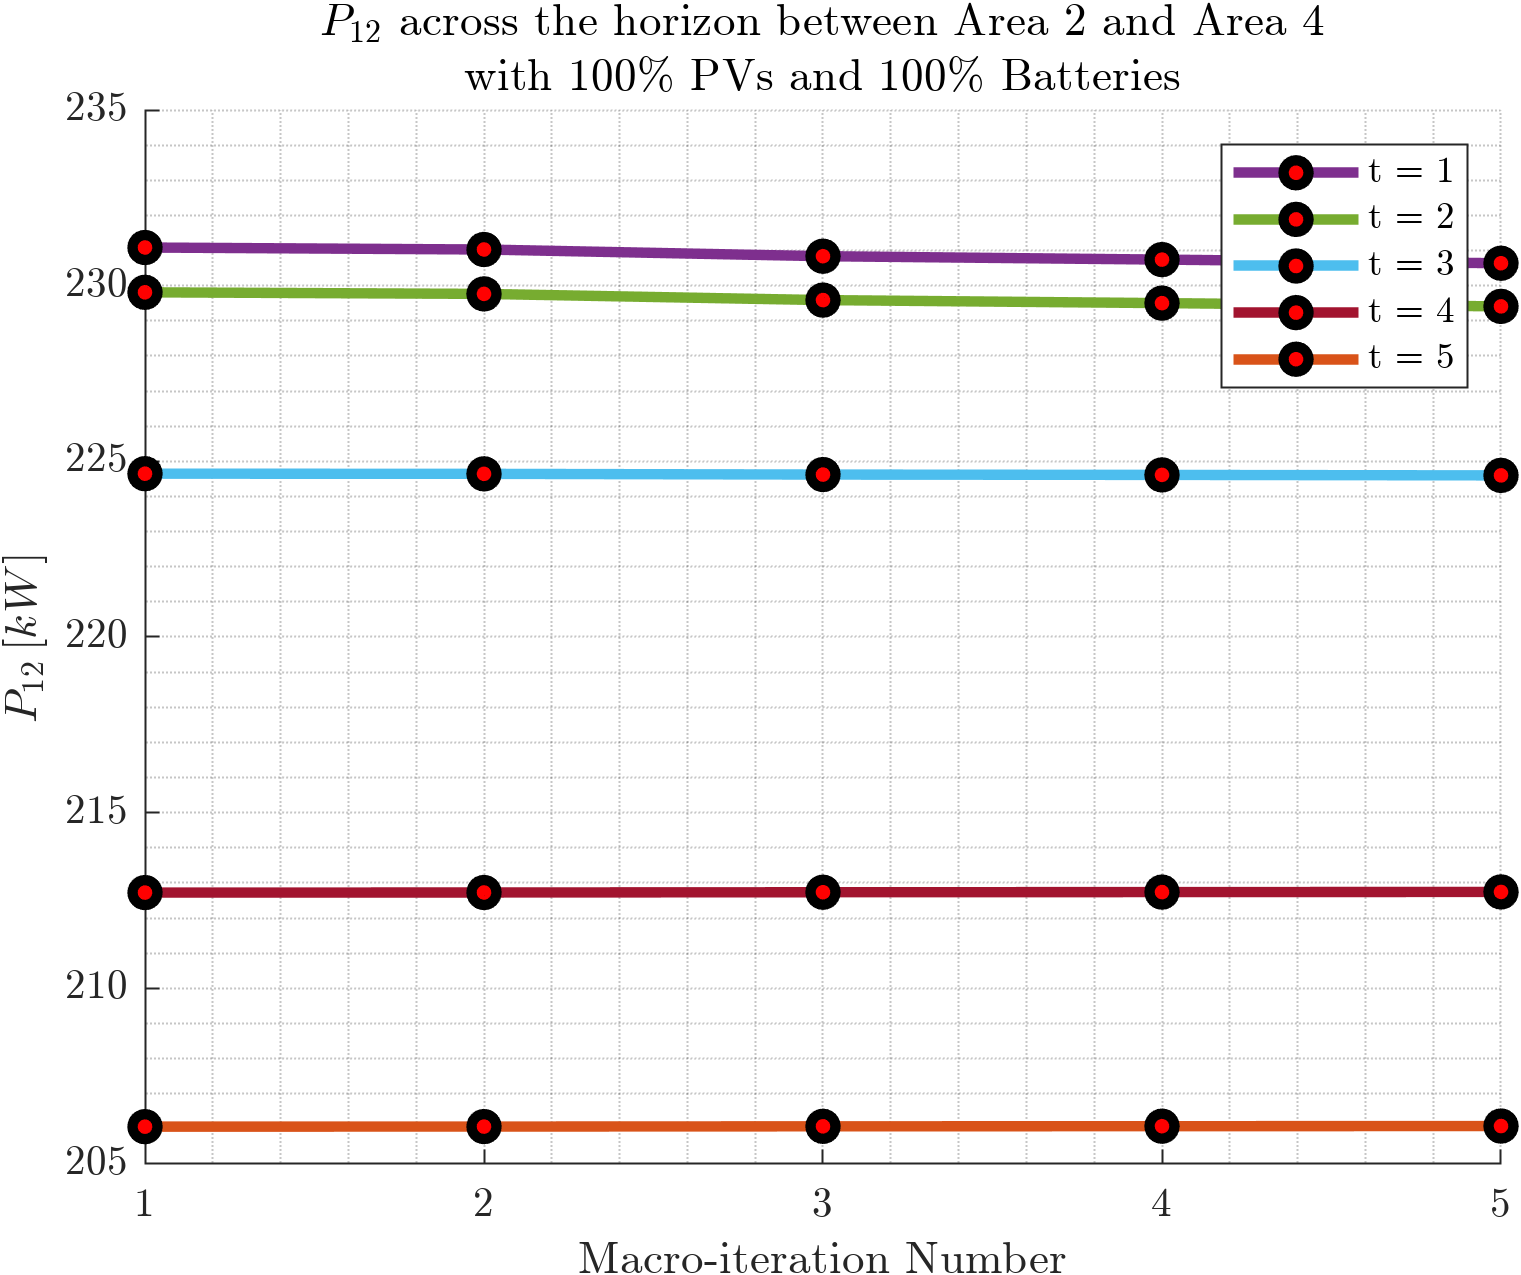 P₁₂ across the horizon between Area 2 and Area 4
with 100% PVs and 100% Batteries
235
230
225
220
215
210
205
P₁₂ [kW]
t = 1
t = 2
t = 3
t = 4
t = 5
1 2 3 4 5
Macro-iteration Number